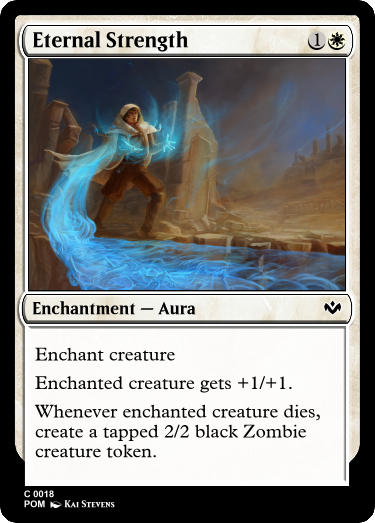 Eternal Strength 1
Enchantment — Aura
Enchant creature
Enchanted creature gets +1/+1.
Whenever enchanted creature dies,
create a tapped 2/2 black Zombie
creature token.
C 0018
POM Kai Stevens